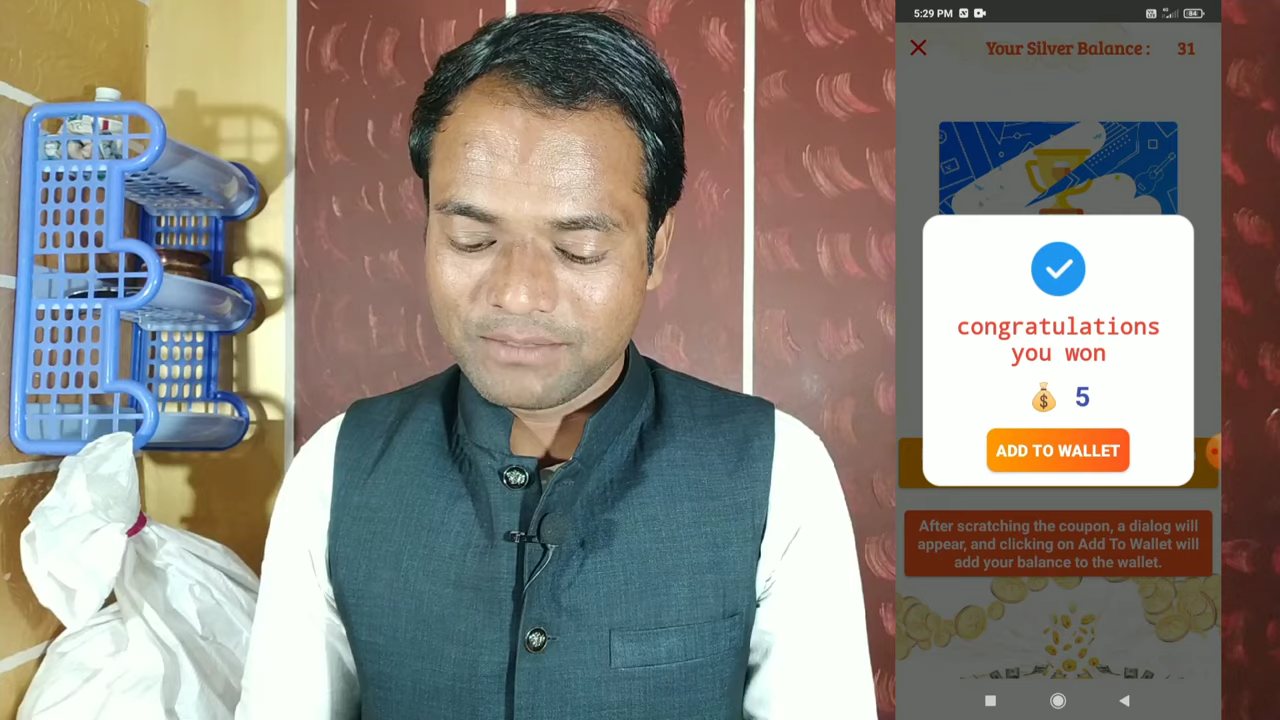 5:29 PM
84
Your Silver Balance : 31
congratulations
you won
5
ADD TO WALLET
After scratching the coupon, a dialog will
appear, and clicking on Add To Wallet will
add your balance to the wallet.